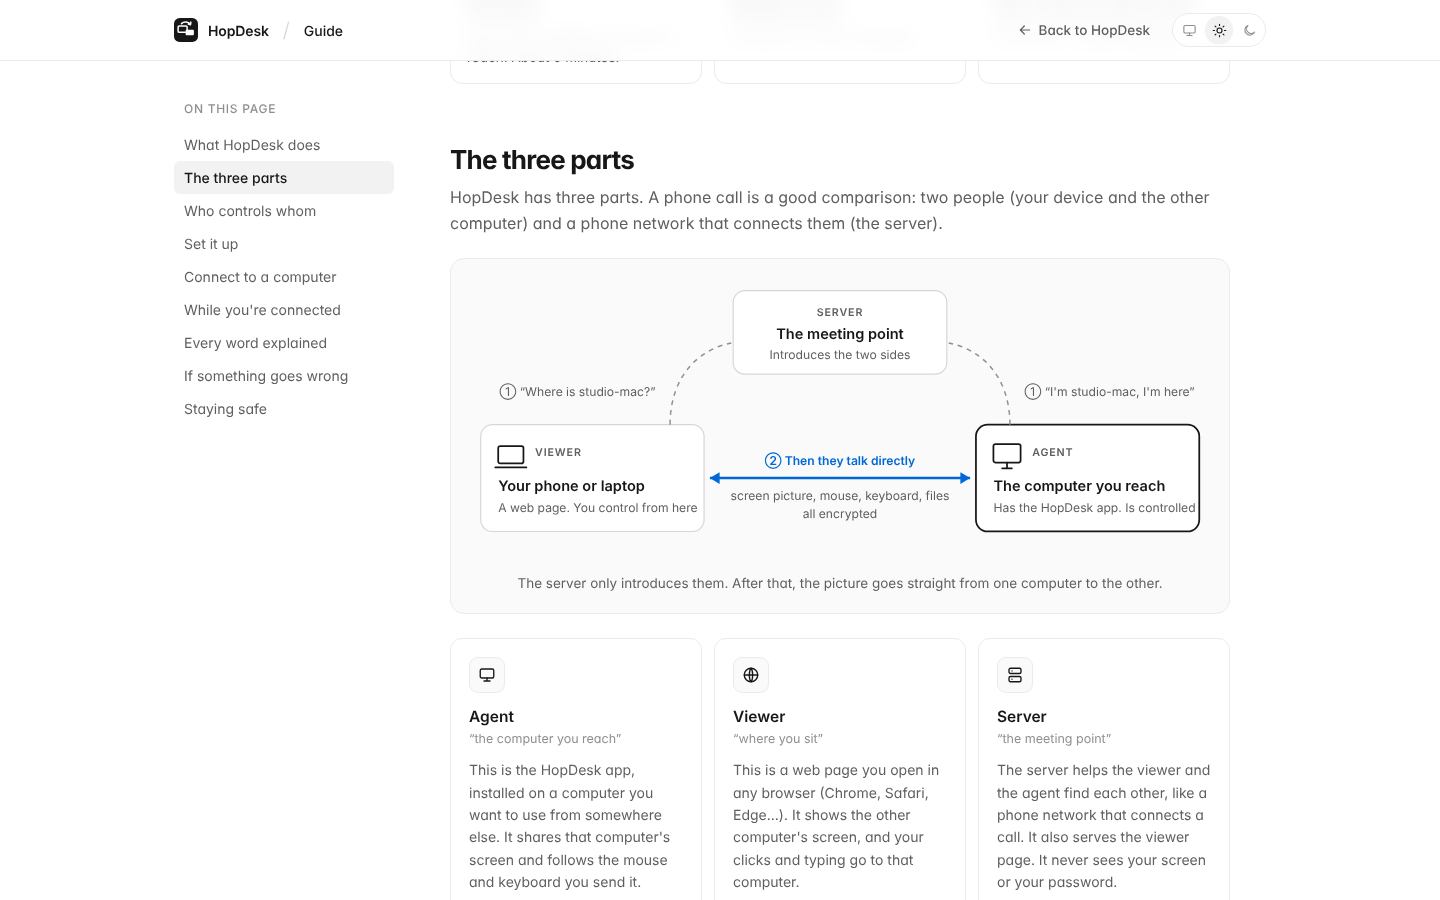 HopDesk / Guide
← Back to HopDesk
ON THIS PAGE
What HopDesk does
The three parts
Who controls whom
Set it up
Connect to a computer
While you're connected
Every word explained
If something goes wrong
Staying safe
The three parts
HopDesk has three parts. A phone call is a good comparison: two people (your device and the other
computer) and a phone network that connects them (the server).
SERVER
The meeting point
Introduces the two sides
① “Where is studio-mac?”
① “I'm studio-mac, I'm here”
VIEWER
Your phone or laptop
A web page. You control from here
② Then they talk directly
screen picture, mouse, keyboard, files
all encrypted
AGENT
The computer you reach
Has the HopDesk app. Is controlled
The server only introduces them. After that, the picture goes straight from one computer to the other.
Agent
“the computer you reach”
This is the HopDesk app,
installed on a computer you
want to use from somewhere
else. It shares that computer's
screen and follows the mouse
and keyboard you send it.
Viewer
“where you sit”
This is a web page you open in
any browser (Chrome, Safari,
Edge...). It shows the other
computer's screen, and your
clicks and typing go to that
computer.
Server
“the meeting point”
The server helps the viewer and
the agent find each other, like a
phone network that connects a
call. It also serves the viewer
page. It never sees your screen
or your password.